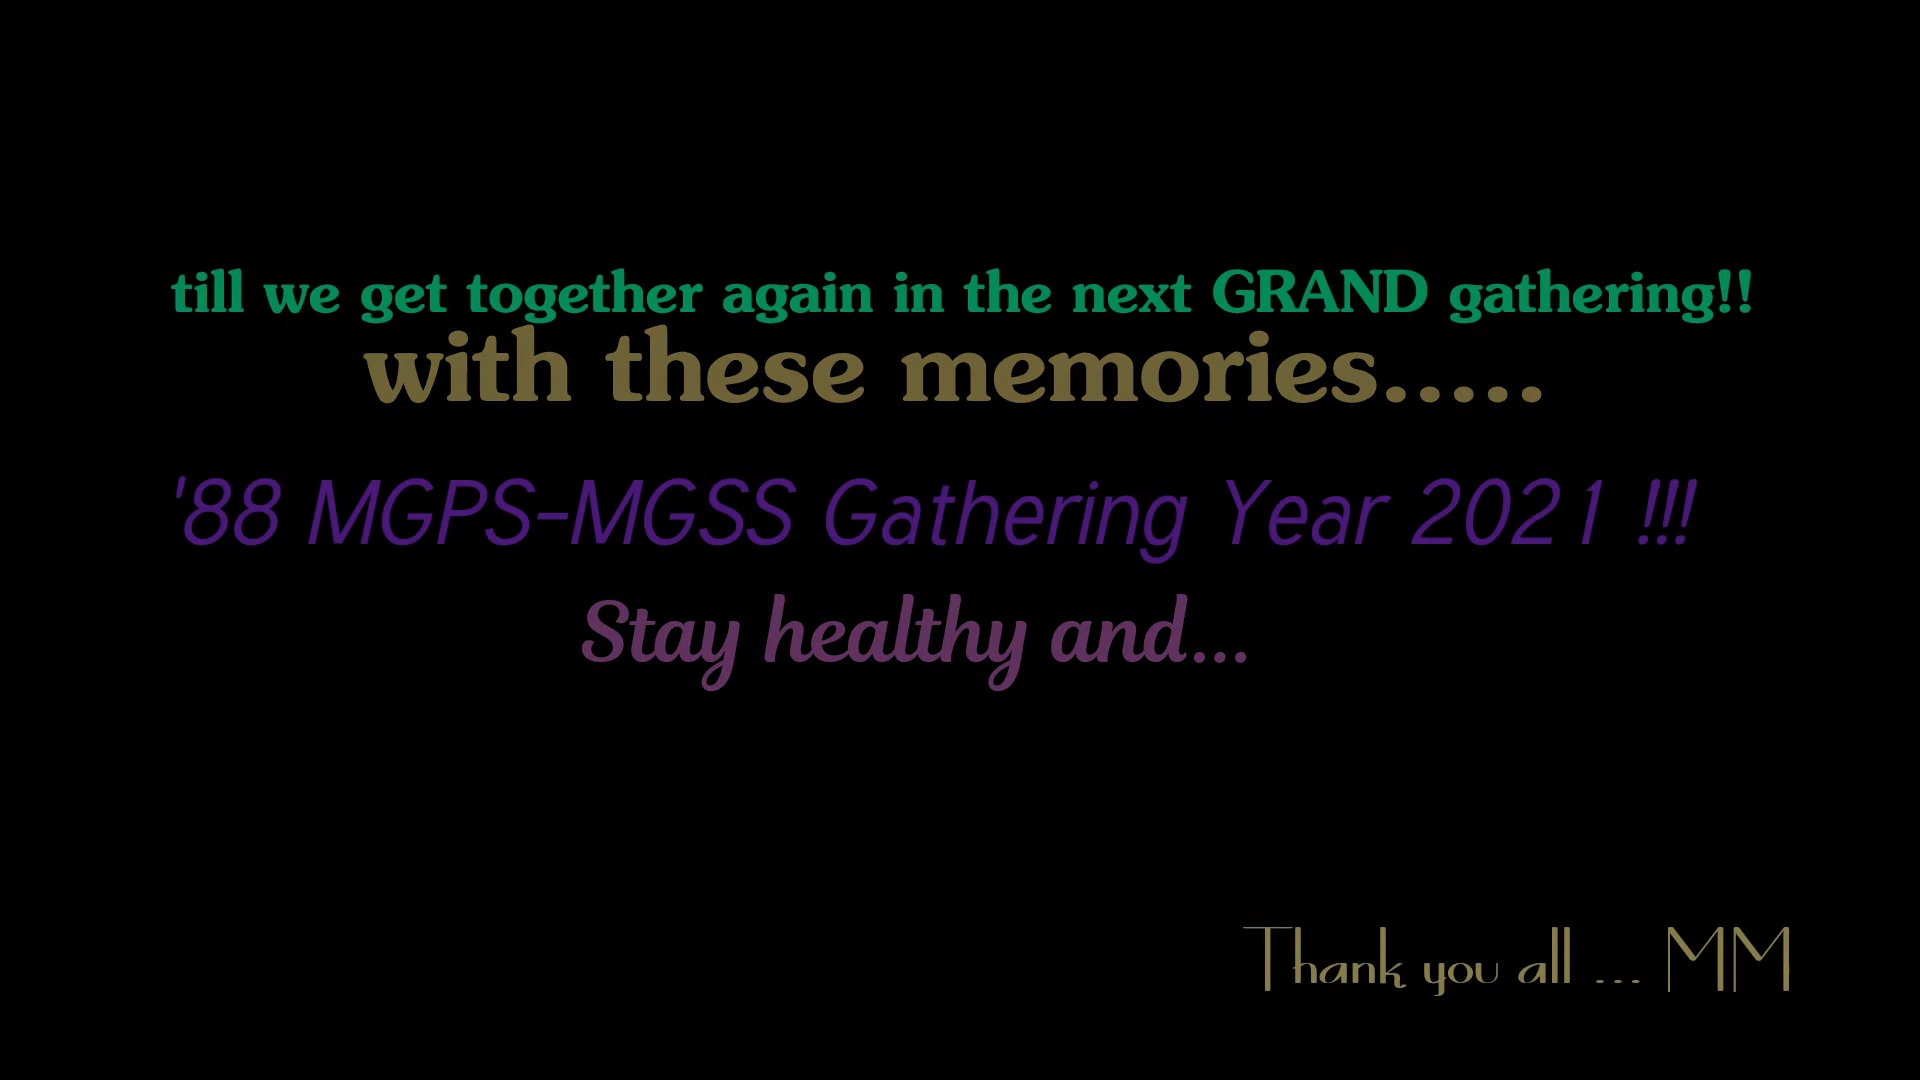 till we get together again in the next GRAND gathering!!
with these memories.....
'88 MGPS-MGSS Gathering Year 2021 !!!
Stay healthy and...
Thank you all ... MM